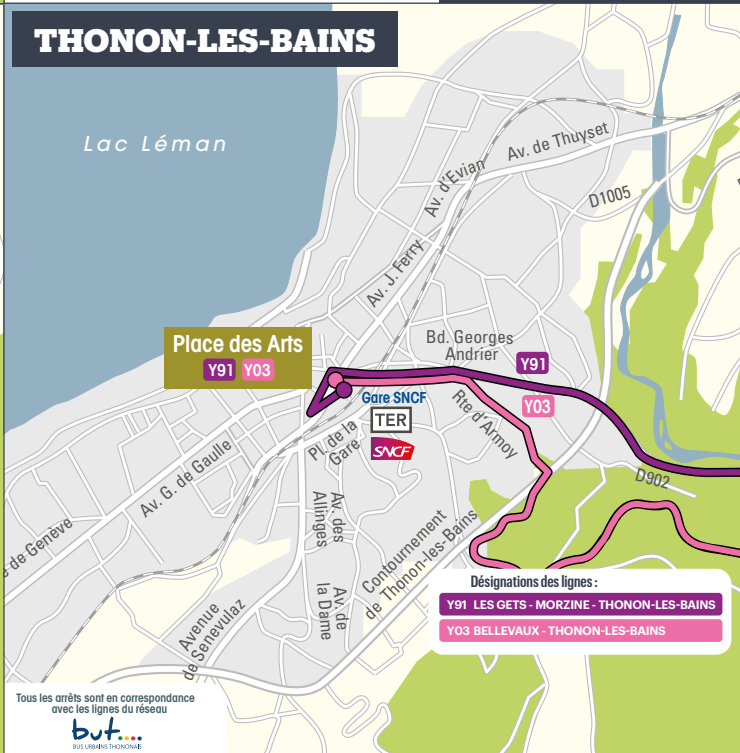 THONON-LES-BAINS
Lac Léman
Av. de Thuyset
Av. d'Evian
D1005
Av. J. Ferry
Place des Arts
Y91 Y03
Bd. Georges
Andrier
Y91
Y03
Gare SNCF
TER
SNCF
Rte d'Armoy
Pl. de la
Gare
Av. G. de Gaulle
D902
Av. des
Allinges
Contournement
de Thonon-les-Bains
e de Genève
Av. de
la Dame
Avenue
de Senevulaz
Désignations des lignes :
Y91 LES GETS - MORZINE - THONON-LES-BAINS
Y03 BELLEVAUX - THONON-LES-BAINS
Tous les arrêts sont en correspondance
avec les lignes du réseau
but
BUS URBAINS THONONAIS